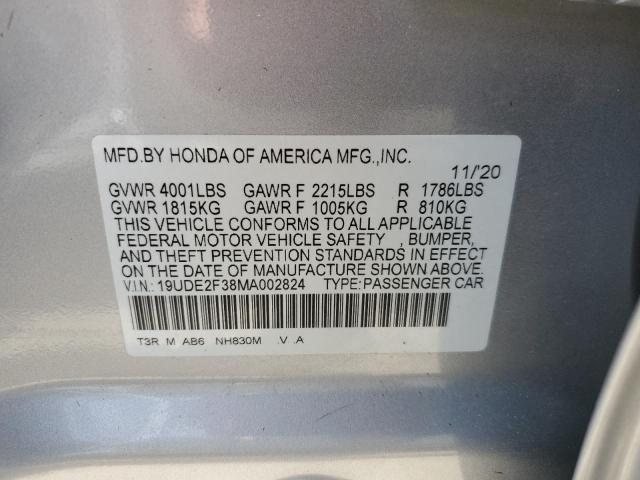 MFD.BY HONDA OF AMERICA MFG.,INC.
11/'20
GVWR 4001LBS GAWR F 2215LBS R 1786LBS
GVWR 1815KG GAWR F 1005KG R 810KG
THIS VEHICLE CONFORMS TO ALL APPLICABLE
FEDERAL MOTOR VEHICLE SAFETY , BUMPER,
AND THEFT PREVENTION STANDARDS IN EFFECT
ON THE DATE OF MANUFACTURE SHOWN ABOVE.
V.I.N.: 19UDE2F38MA002824 TYPE:PASSENGER CAR
T3R M AB6 NH830M .V .A